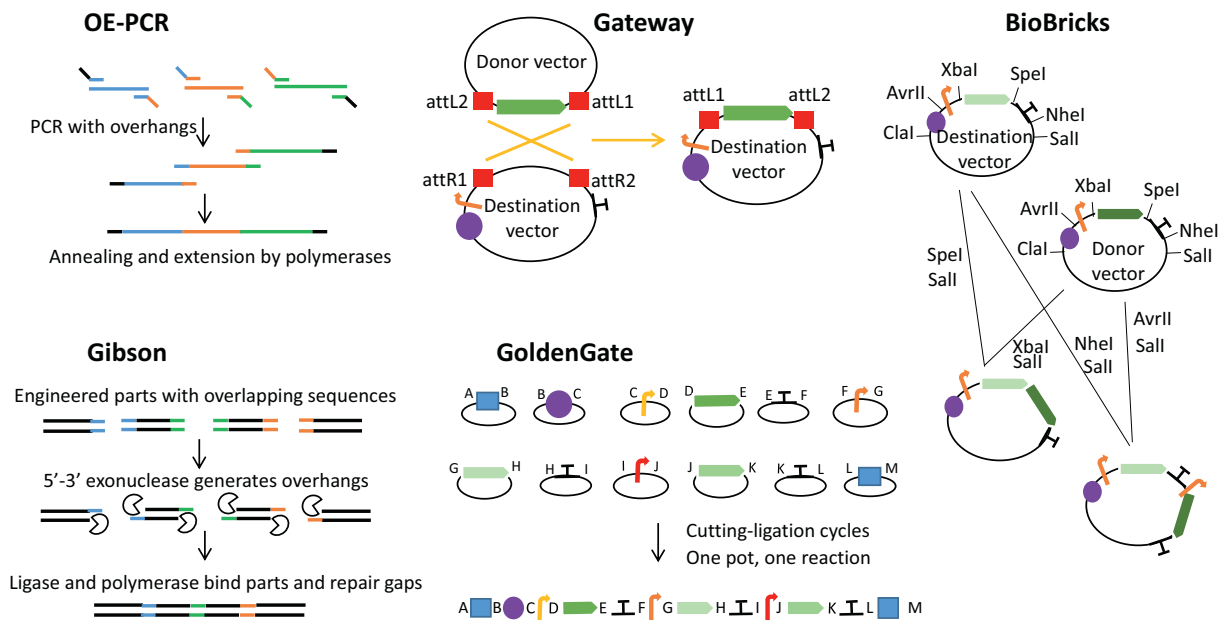 OE-PCR
PCR with overhangs
Annealing and extension by polymerases
Gateway
Donor vector
attL2
attL1
attR1
attR2
Destination
vector
attL1
attL2
Destination
vector
BioBricks
XbaI
SpeI
AvrII
NheI
ClaI
SalI
Destination
vector
XbaI
SpeI
AvrII
NheI
ClaI
SalI
Donor
vector
SpeI
SalI
XbaI
SalI
NheI
SalI
AvrII
SalI
Gibson
Engineered parts with overlapping sequences
5'-3' exonuclease generates overhangs
Ligase and polymerase bind parts and repair gaps
GoldenGate
A B B C C D D E E F F G
G H H I I J J K K L L M
Cutting-ligation cycles
One pot, one reaction
A B C D E F G H I J K L M